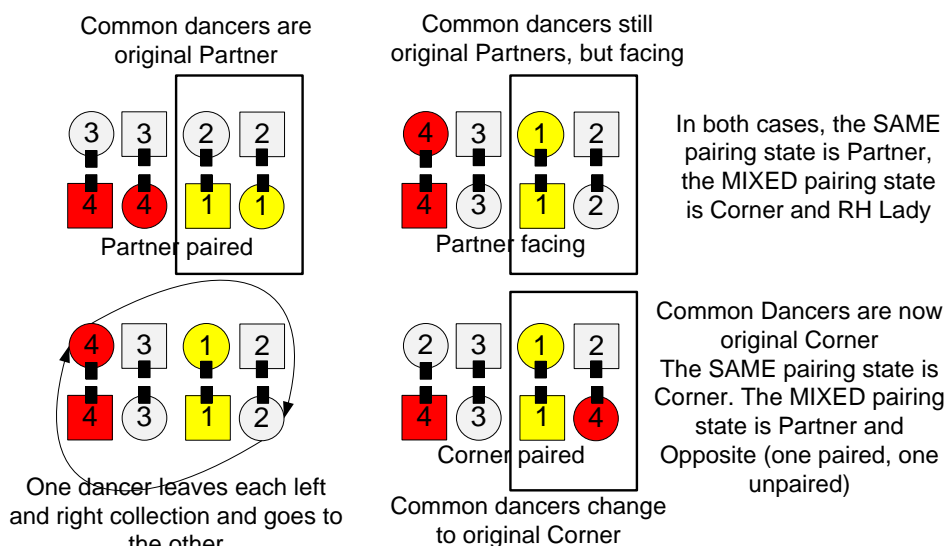 Common dancers are
original Partner
3 3 2 2
4 4 1 1
Partner paired
Common dancers still
original Partners, but facing
4 3 1 2
4 3 1 2
Partner facing
In both cases, the SAME
pairing state is Partner,
the MIXED pairing state
is Corner and RH Lady
4 3 1 2
4 3 1 2
One dancer leaves each left
and right collection and goes to
the other
2 3 1 2
4 3 1 4
Corner paired
Common dancers change
to original Corner
Common Dancers are now
original Corner
The SAME pairing state is
Corner. The MIXED pairing
state is Partner and
Opposite (one paired, one
unpaired)